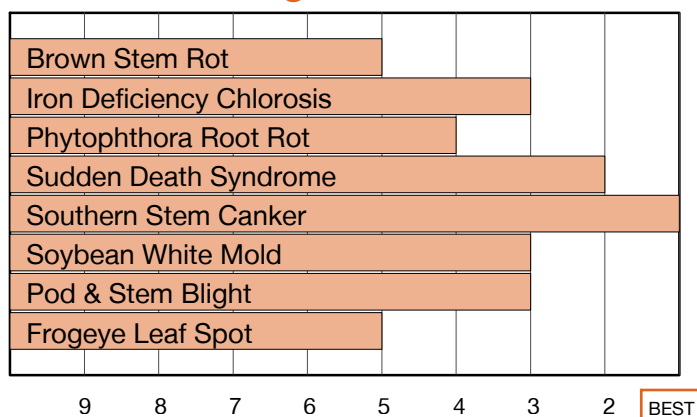 Brown Stem Rot
Iron Deficiency Chlorosis
Phytophthora Root Rot
Sudden Death Syndrome
Southern Stem Canker
Soybean White Mold
Pod & Stem Blight
Frogeye Leaf Spot
9 8 7 6 5 4 3 2 BEST